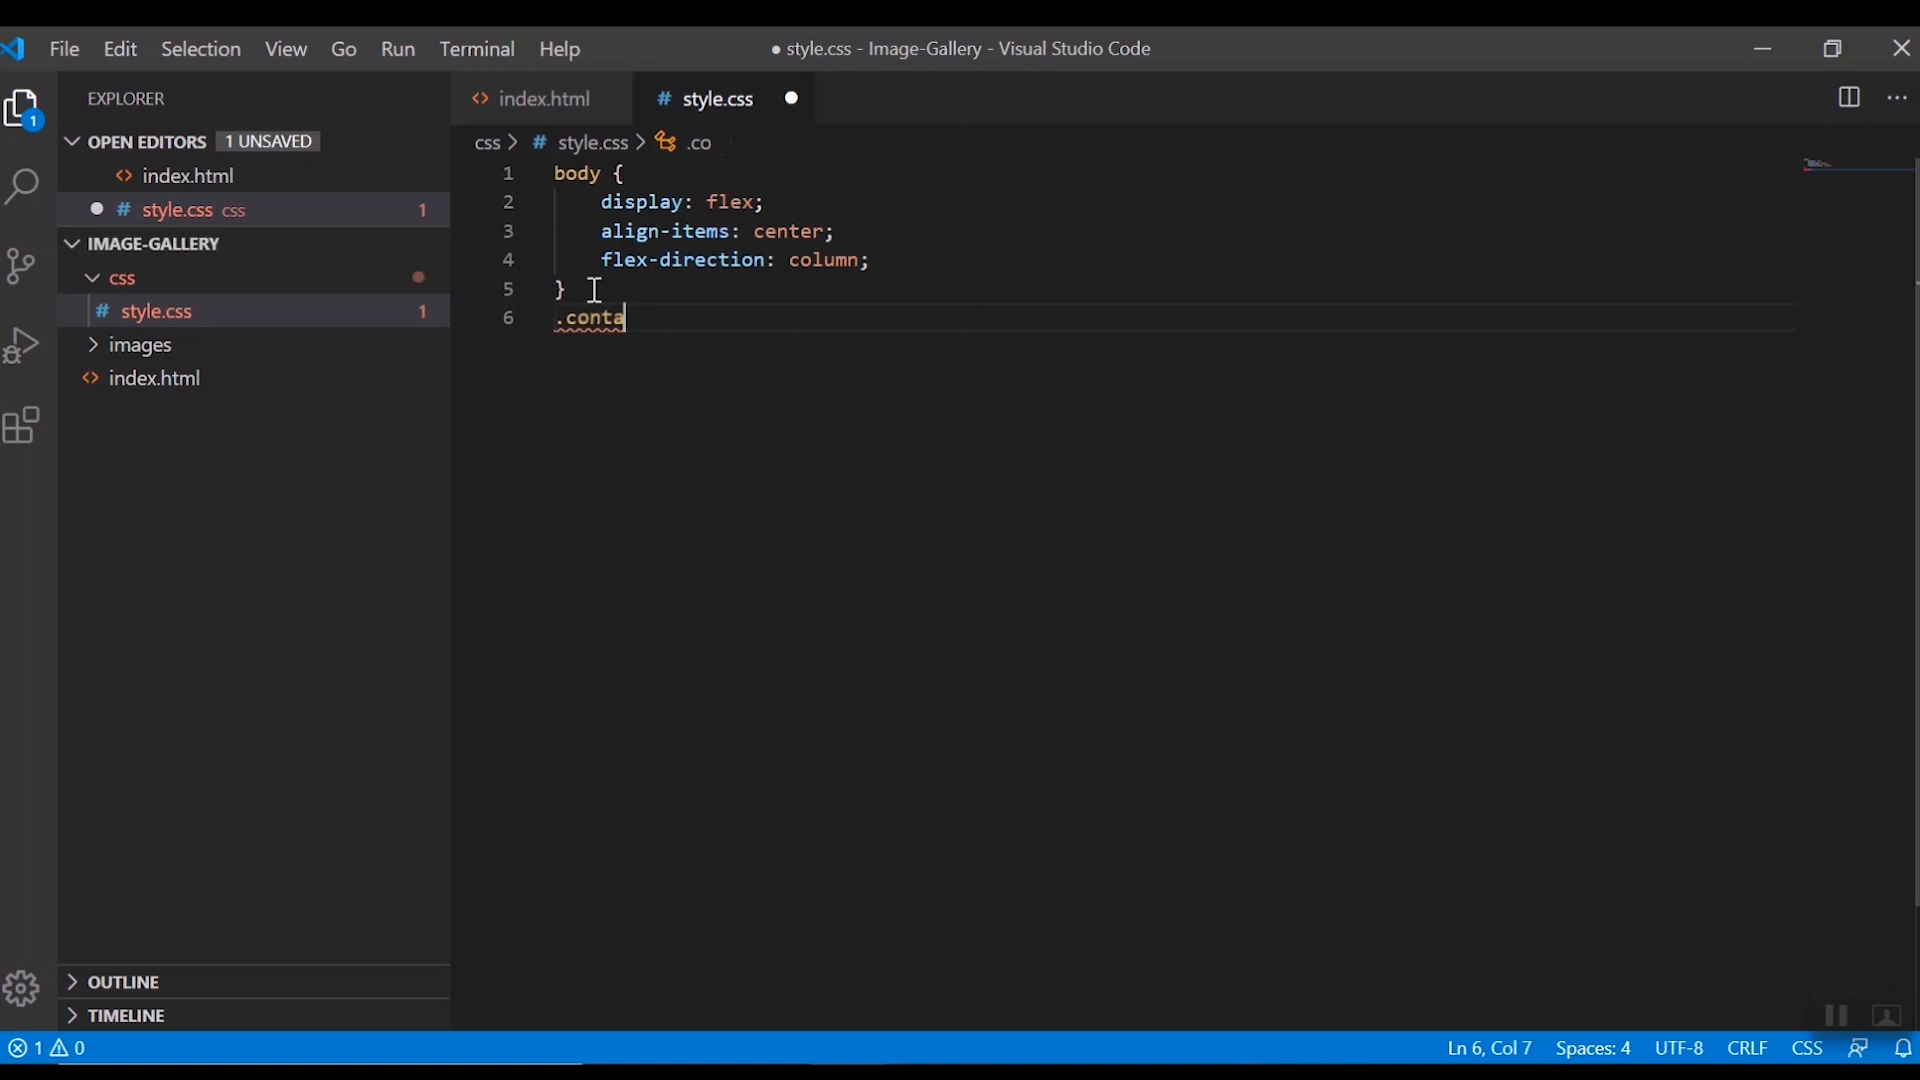 File Edit Selection View Go Run Terminal Help
● style.css - Image-Gallery - Visual Studio Code
EXPLORER
1
OPEN EDITORS 1 UNSAVED
index.html
style.css css 1
IMAGE-GALLERY
css
style.css 1
images
index.html
OUTLINE
TIMELINE
index.html
# style.css
css > # style.css > .co
1 body {
2 display: flex;
3 align-items: center;
4 flex-direction: column;
5 }
6 .conta
1 0
Ln 6, Col 7 Spaces: 4 UTF-8 CRLF CSS